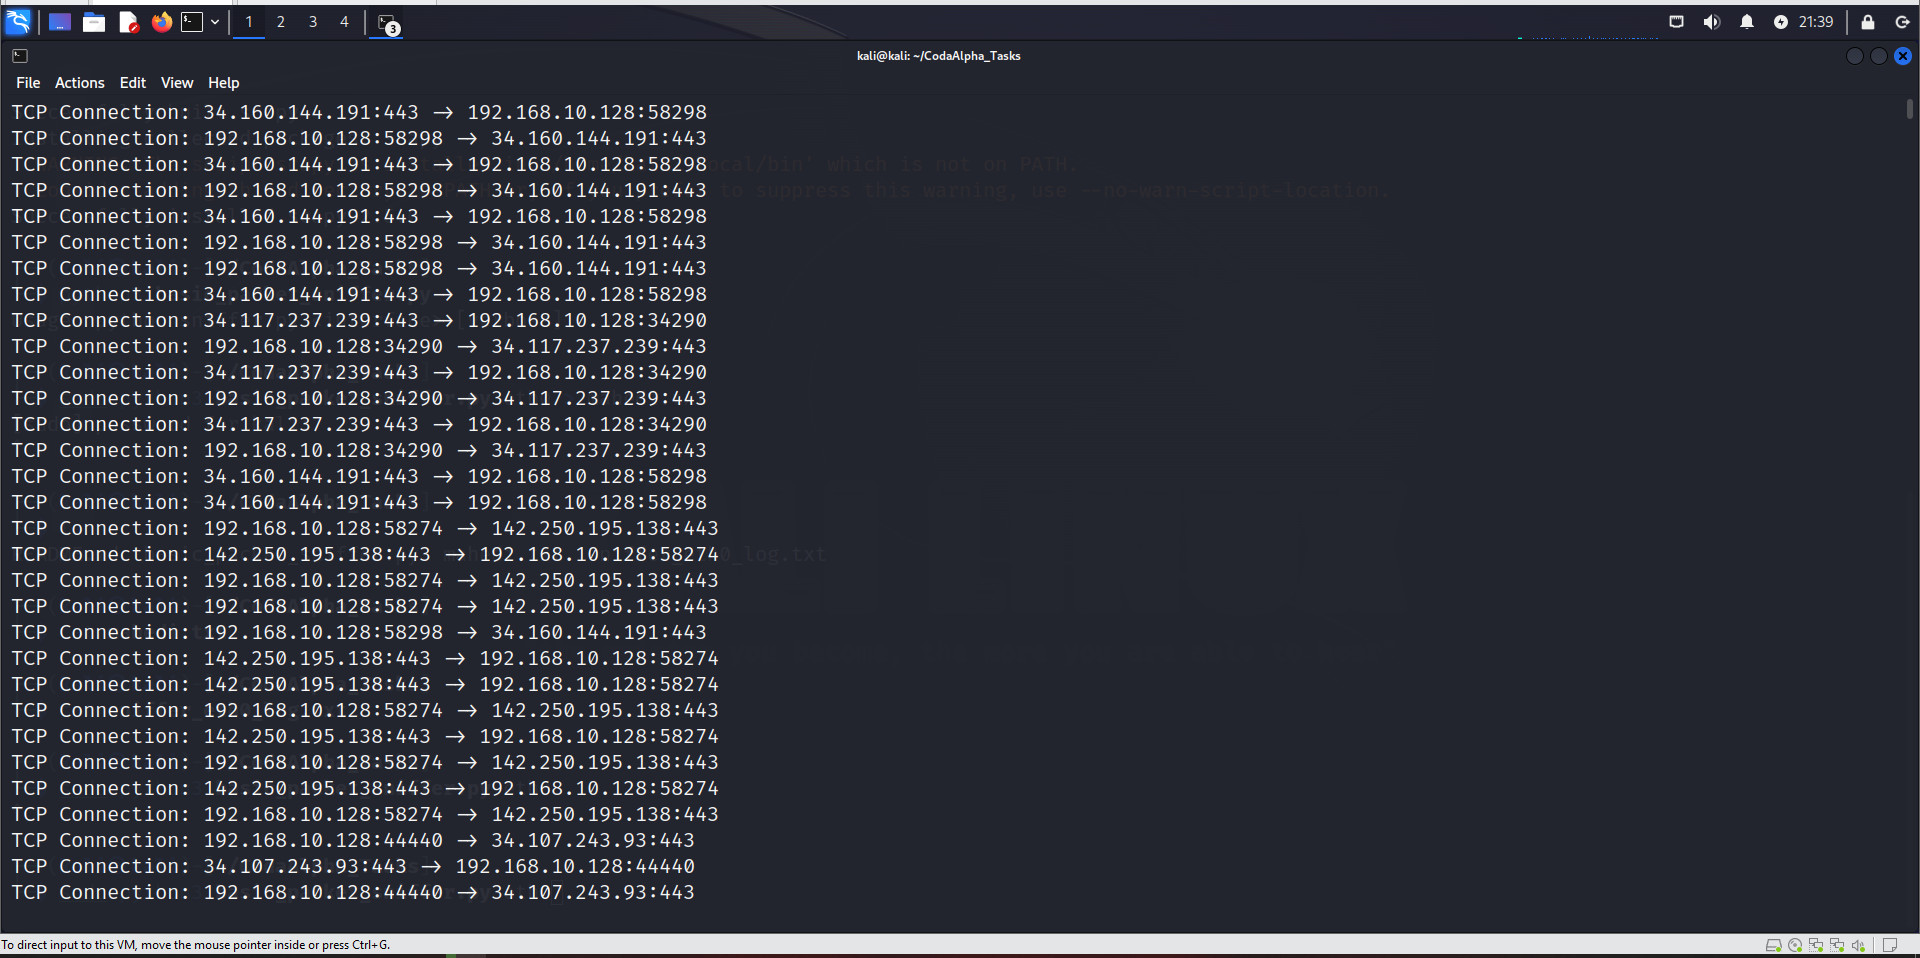 1 2 3 4 3 21:39
kali@kali: ~/CodaAlpha_Tasks
File Actions Edit View Help
TCP Connection: 34.160.144.191:443 → 192.168.10.128:58298
TCP Connection: 192.168.10.128:58298 → 34.160.144.191:443
TCP Connection: 34.160.144.191:443 → 192.168.10.128:58298 ocal/bin' which is not on PATH.
TCP Connection: 192.168.10.128:58298 → 34.160.144.191:443 to suppress this warning, use --no-warn-script-location.
TCP Connection: 34.160.144.191:443 → 192.168.10.128:58298
TCP Connection: 192.168.10.128:58298 → 34.160.144.191:443
TCP Connection: 192.168.10.128:58298 → 34.160.144.191:443
TCP Connection: 34.160.144.191:443 → 192.168.10.128:58298
TCP Connection: 34.117.237.239:443 → 192.168.10.128:34290
TCP Connection: 192.168.10.128:34290 → 34.117.237.239:443
TCP Connection: 34.117.237.239:443 → 192.168.10.128:34290
TCP Connection: 192.168.10.128:34290 → 34.117.237.239:443
TCP Connection: 34.117.237.239:443 → 192.168.10.128:34290
TCP Connection: 192.168.10.128:34290 → 34.117.237.239:443
TCP Connection: 34.160.144.191:443 → 192.168.10.128:58298
TCP Connection: 34.160.144.191:443 → 192.168.10.128:58298
TCP Connection: 192.168.10.128:58274 → 142.250.195.138:443
TCP Connection: 142.250.195.138:443 → 192.168.10.128:58274 0_log.txt
TCP Connection: 192.168.10.128:58274 → 142.250.195.138:443
TCP Connection: 192.168.10.128:58274 → 142.250.195.138:443
TCP Connection: 192.168.10.128:58298 → 34.160.144.191:443
TCP Connection: 142.250.195.138:443 → 192.168.10.128:58274
TCP Connection: 142.250.195.138:443 → 192.168.10.128:58274
TCP Connection: 192.168.10.128:58274 → 142.250.195.138:443
TCP Connection: 142.250.195.138:443 → 192.168.10.128:58274
TCP Connection: 192.168.10.128:58274 → 142.250.195.138:443
TCP Connection: 142.250.195.138:443 → 192.168.10.128:58274
TCP Connection: 192.168.10.128:58274 → 142.250.195.138:443
TCP Connection: 192.168.10.128:44440 → 34.107.243.93:443
TCP Connection: 34.107.243.93:443 → 192.168.10.128:44440
TCP Connection: 192.168.10.128:44440 → 34.107.243.93:443
To direct input to this VM, move the mouse pointer inside or press Ctrl+G.